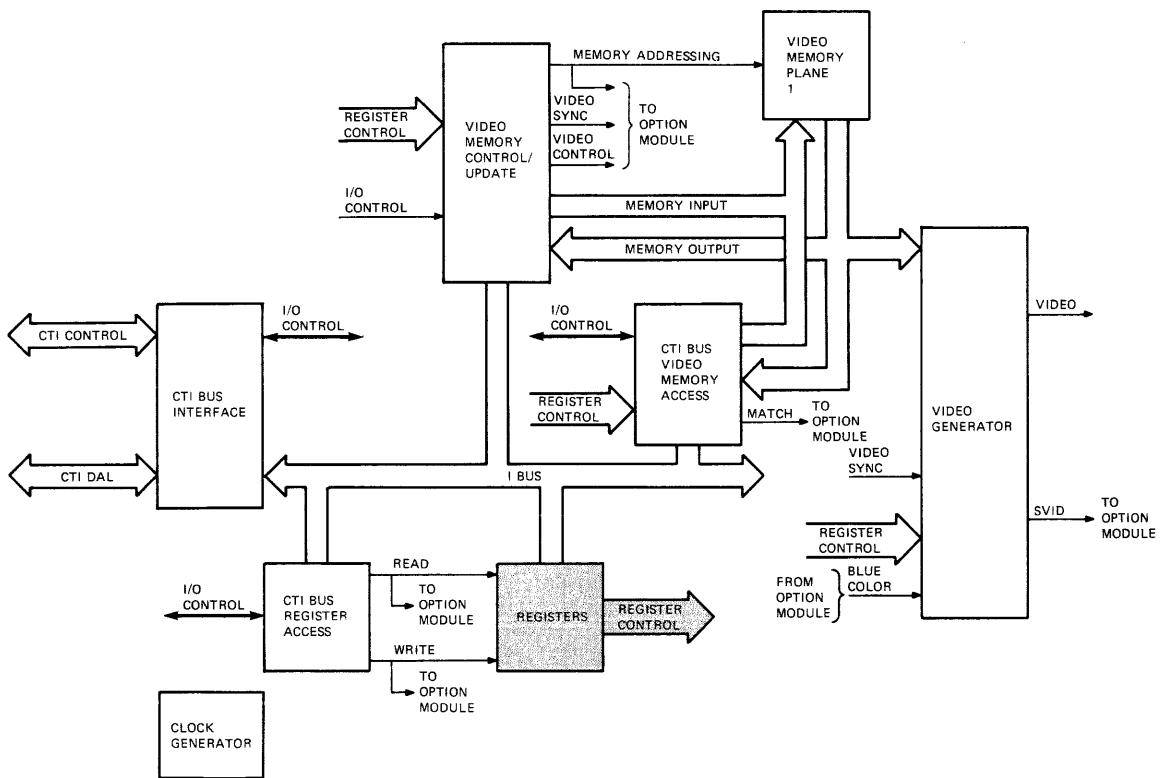 MEMORY ADDRESSING
VIDEO
MEMORY
PLANE
1
REGISTER
CONTROL
VIDEO
MEMORY
CONTROL/
UPDATE
VIDEO
SYNC
VIDEO
CONTROL
TO
OPTION
MODULE
I/O
CONTROL
MEMORY INPUT
MEMORY OUTPUT
CTI CONTROL
CTI BUS
INTERFACE
I/O
CONTROL
CTI DAL
I/O
CONTROL
REGISTER
CONTROL
CTI BUS
VIDEO
MEMORY
ACCESS
MATCH
TO
OPTION
MODULE
VIDEO
GENERATOR
VIDEO
VIDEO
SYNC
I BUS
SVID
TO
OPTION
MODULE
REGISTER
CONTROL
FROM
OPTION
MODULE
BLUE
COLOR
I/O
CONTROL
CTI BUS
REGISTER
ACCESS
READ
TO
OPTION
MODULE
WRITE
TO
OPTION
MODULE
REGISTERS
REGISTER
CONTROL
CLOCK
GENERATOR